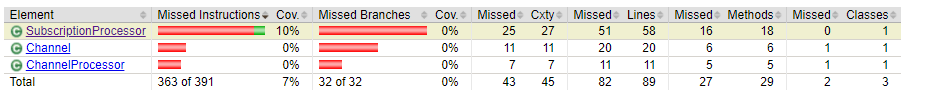 Element Missed Instructions Cov. Missed Branches Cov. Missed Cxty Missed Lines Missed Methods Missed Classes
SubscriptionProcessor 10% 0% 25 27 51 58 16 18 0 1
Channel 0% 0% 11 11 20 20 6 6 1 1
ChannelProcessor 0% 0% 7 7 11 11 5 5 1 1
Total 363 of 391 7% 32 of 32 0% 43 45 82 89 27 29 2 3